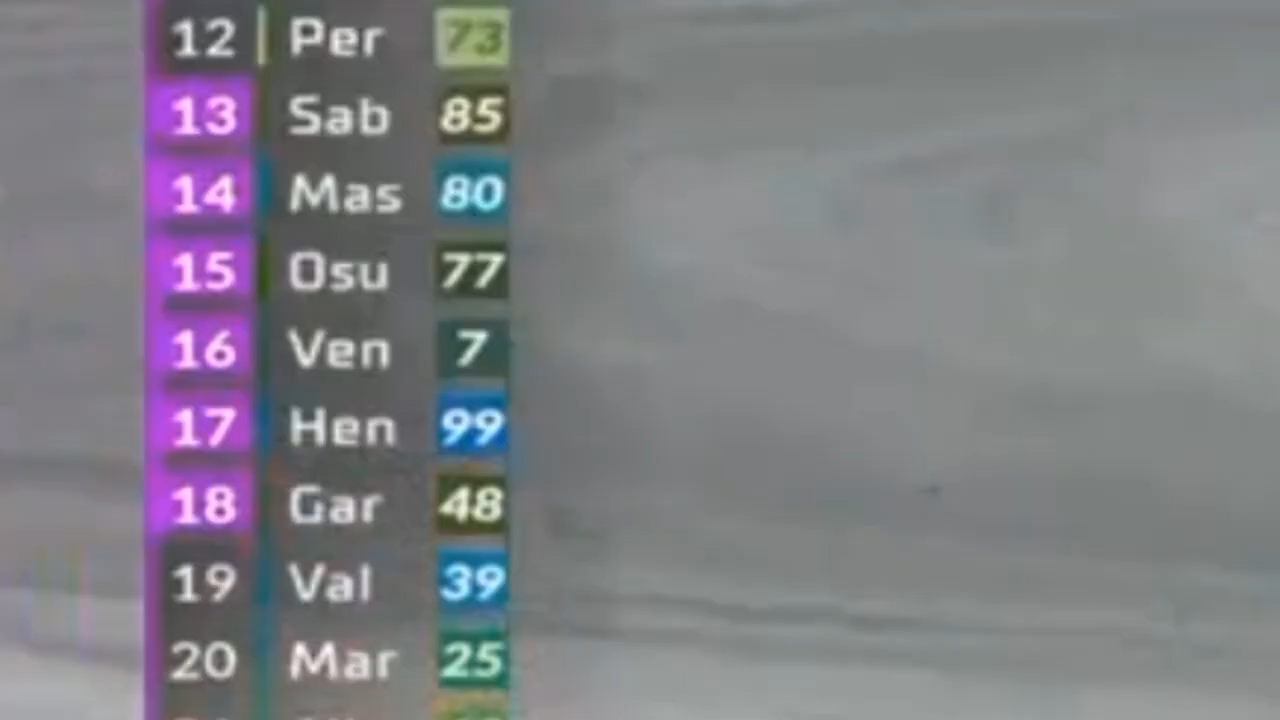 12 Per 73
13 Sab 85
14 Mas 80
15 Osu 77
16 Ven 7
17 Hen 99
18 Gar 48
19 Val 39
20 Mar 25